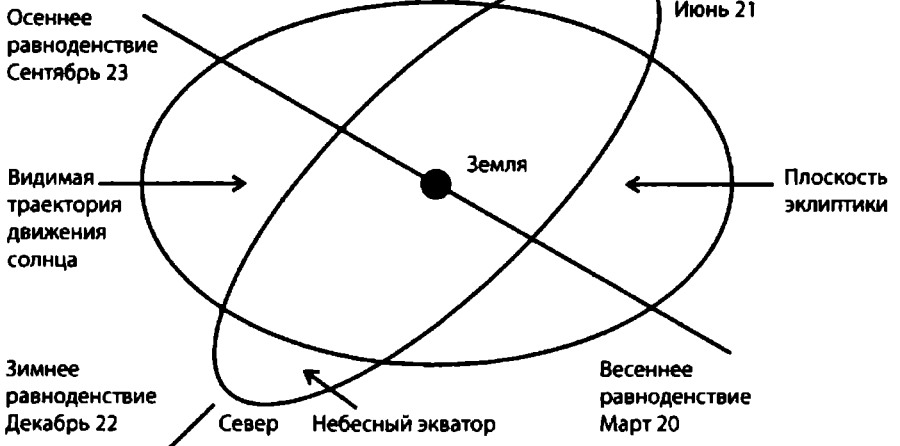 Осеннее
равноденствие
Сентябрь 23
Июнь 21
Видимая
траектория
движения
солнца
Земля
Плоскость
эклиптики
Зимнее
равноденствие
Декабрь 22
Север
Небесный экватор
Весеннее
равноденствие
Март 20